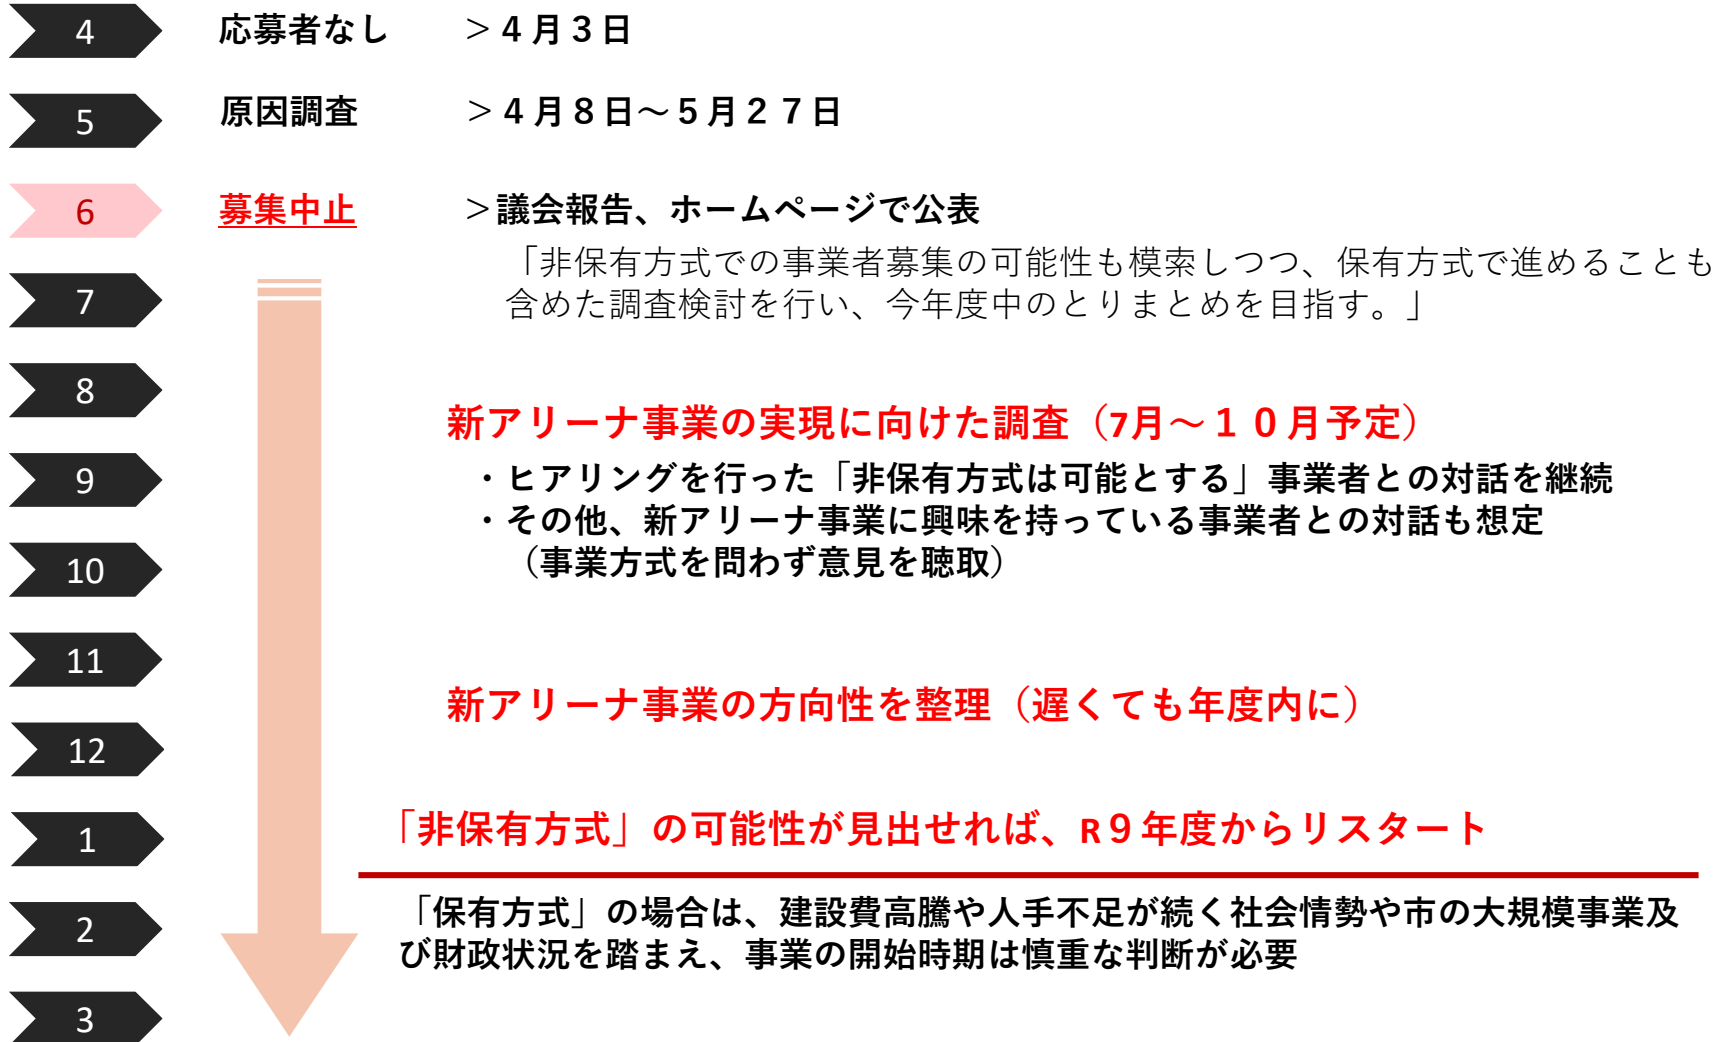 4 応募者なし ＞４月３日
5 原因調査 ＞４月８日～５月２７日
6 募集中止 ＞議会報告、ホームページで公表
「非保有方式での事業者募集の可能性も模索しつつ、保有方式で進めることも
7 含めた調査検討を行い、今年度中のとりまとめを目指す。」
8
新アリーナ事業の実現に向けた調査（7月～１０月予定）
9 ・ヒアリングを行った「非保有方式は可能とする」事業者との対話を継続
・その他、新アリーナ事業に興味を持っている事業者との対話も想定
10 （事業方式を問わず意見を聴取）
11
新アリーナ事業の方向性を整理（遅くても年度内に）
12
1 「非保有方式」の可能性が見出せれば、R９年度からリスタート
2 「保有方式」の場合は、建設費高騰や人手不足が続く社会情勢や市の大規模事業及
び財政状況を踏まえ、事業の開始時期は慎重な判断が必要
3